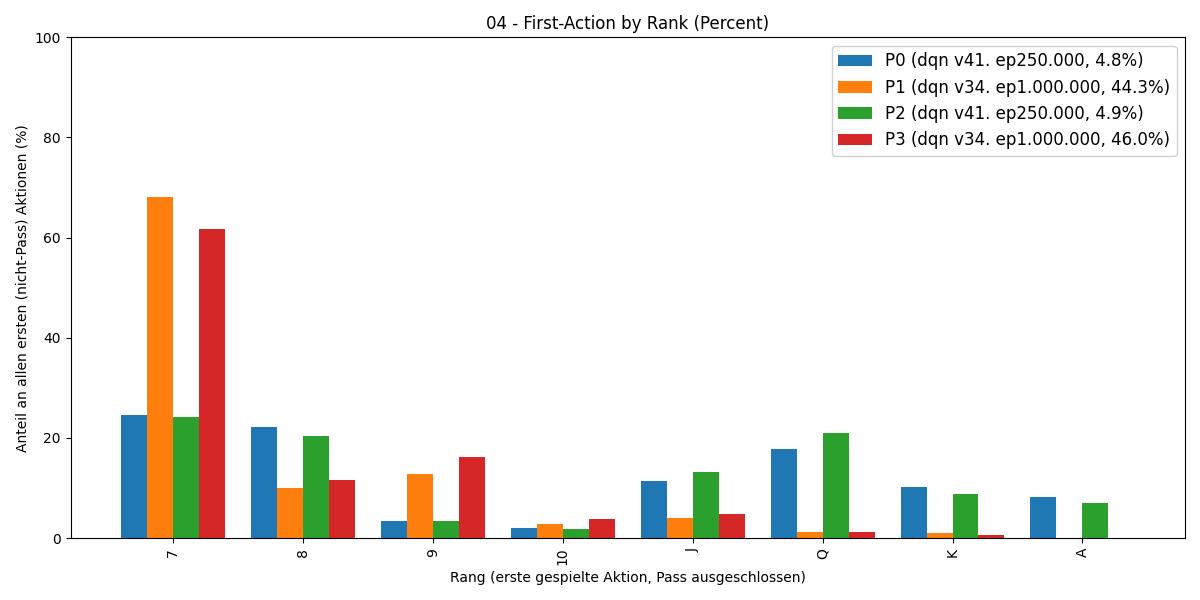 04 - First-Action by Rank (Percent)
Anteil an allen ersten (nicht-Pass) Aktionen (%)
100
80
60
40
20
0
P0 (dqn v41. ep250.000, 4.8%)
P1 (dqn v34. ep1.000.000, 44.3%)
P2 (dqn v41. ep250.000, 4.9%)
P3 (dqn v34. ep1.000.000, 46.0%)
7
8
9
10
J
Q
K
A
Rang (erste gespielte Aktion, Pass ausgeschlossen)